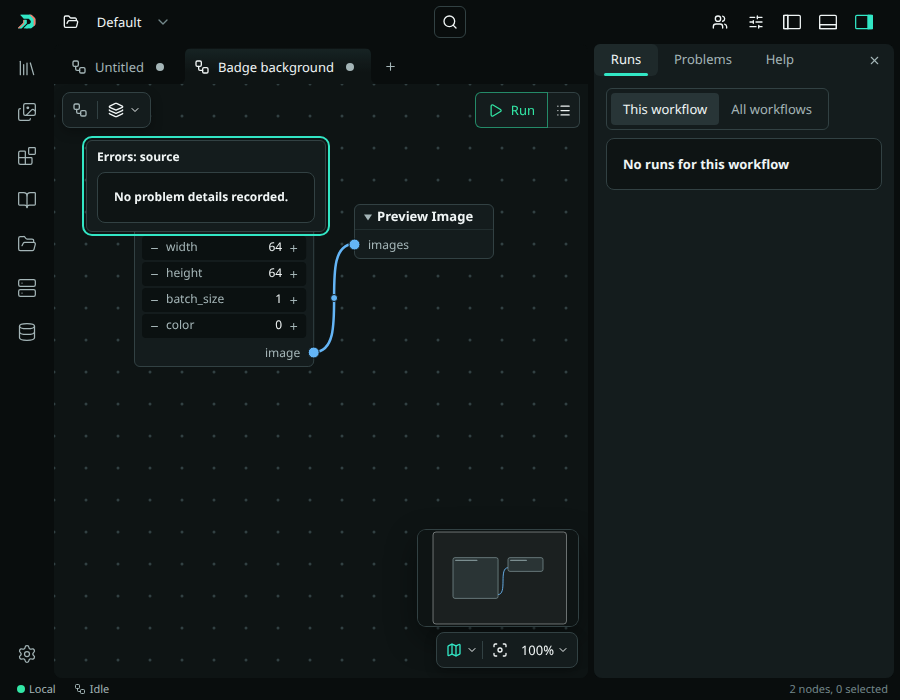 Default
Untitled
Badge background
Run
Errors: source
No problem details recorded.
width 64
height 64
batch_size 1
color 0
image
Preview Image
images
100%
Runs
Problems
Help
This workflow
All workflows
No runs for this workflow
Local
Idle
2 nodes, 0 selected